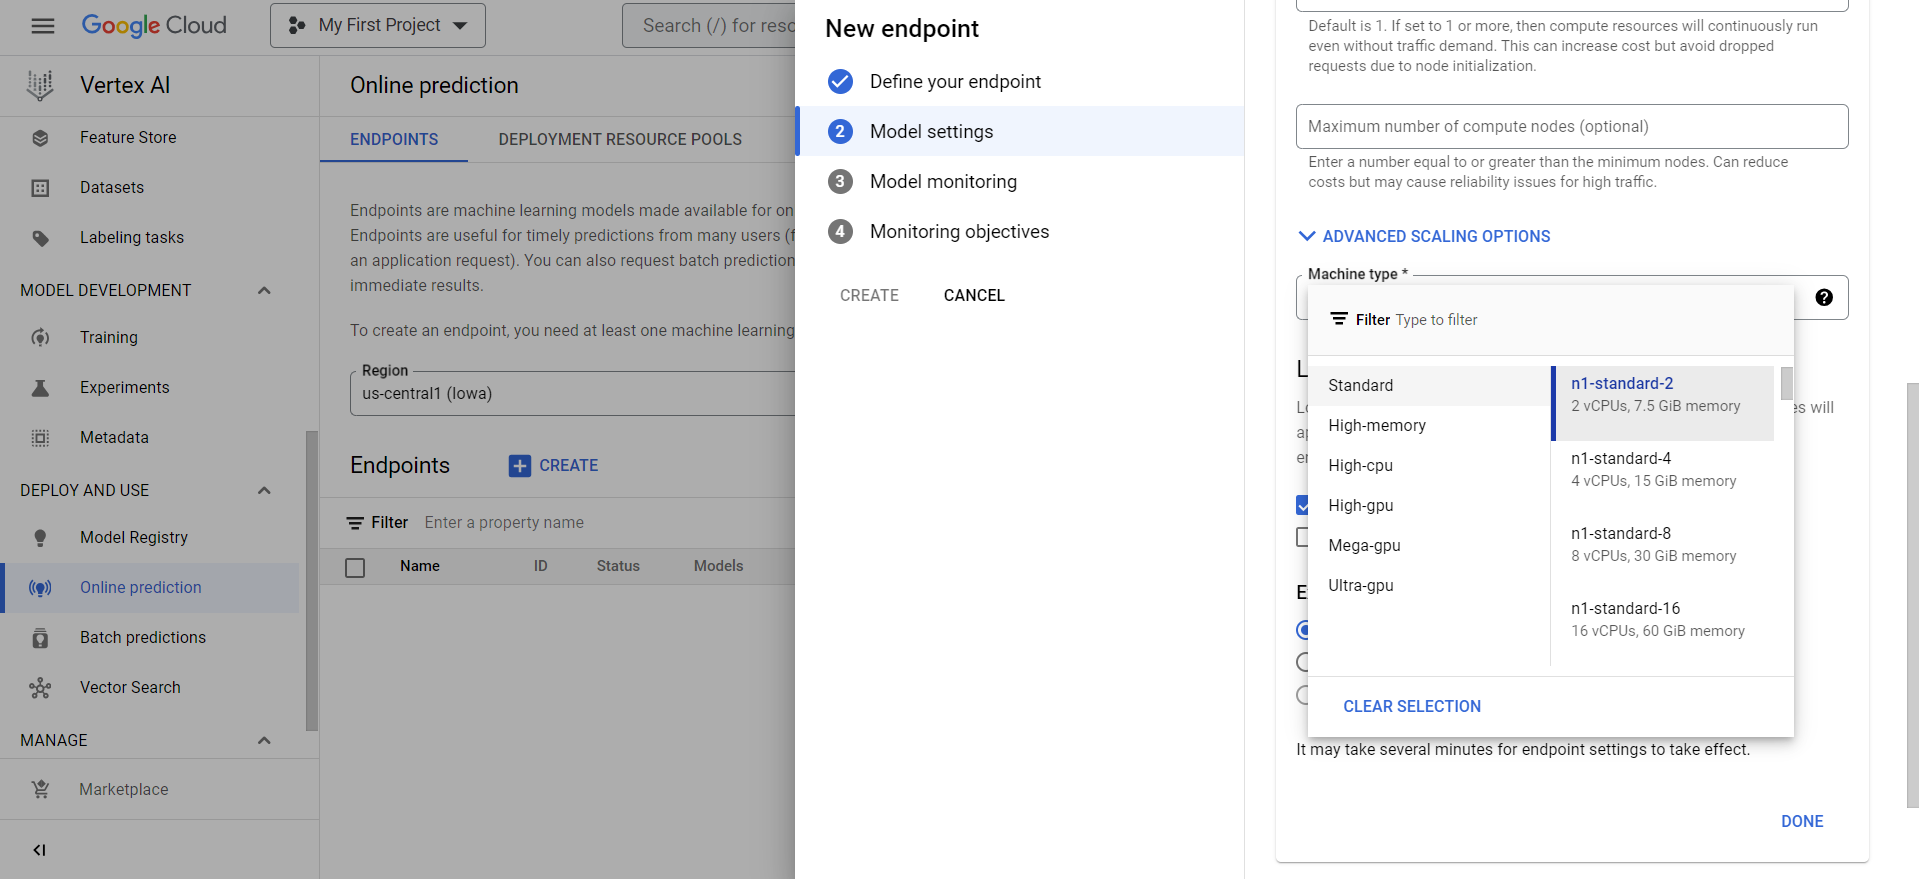 Google Cloud
My First Project
Search (/) for reso
Vertex AI
Feature Store
Datasets
Labeling tasks
MODEL DEVELOPMENT
Training
Experiments
Metadata
DEPLOY AND USE
Model Registry
Online prediction
Batch predictions
Vector Search
MANAGE
Marketplace
Online prediction
ENDPOINTS
DEPLOYMENT RESOURCE POOLS
Endpoints are machine learning models made available for on
Endpoints are useful for timely predictions from many users (f
an application request). You can also request batch prediction
immediate results.
To create an endpoint, you need at least one machine learning
Region
us-central1 (Iowa)
Endpoints
CREATE
Filter Enter a property name
Name ID Status Models
New endpoint
Define your endpoint
2 Model settings
3 Model monitoring
4 Monitoring objectives
CREATE CANCEL
Default is 1. If set to 1 or more, then compute resources will continuously run
even without traffic demand. This can increase cost but avoid dropped
requests due to node initialization.
Maximum number of compute nodes (optional)
Enter a number equal to or greater than the minimum nodes. Can reduce
costs but may cause reliability issues for high traffic.
ADVANCED SCALING OPTIONS
Machine type *
Filter Type to filter
Standard
High-memory
High-cpu
High-gpu
Mega-gpu
Ultra-gpu
n1-standard-2
2 vCPUs, 7.5 GiB memory
n1-standard-4
4 vCPUs, 15 GiB memory
n1-standard-8
8 vCPUs, 30 GiB memory
n1-standard-16
16 vCPUs, 60 GiB memory
CLEAR SELECTION
will
It may take several minutes for endpoint settings to take effect.
DONE